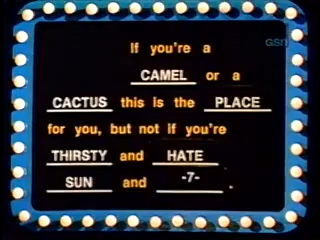 If you're a
CAMEL or a
CACTUS this is the PLACE
for you, but not if you're
THIRSTY and HATE
SUN and -7- .
GSN